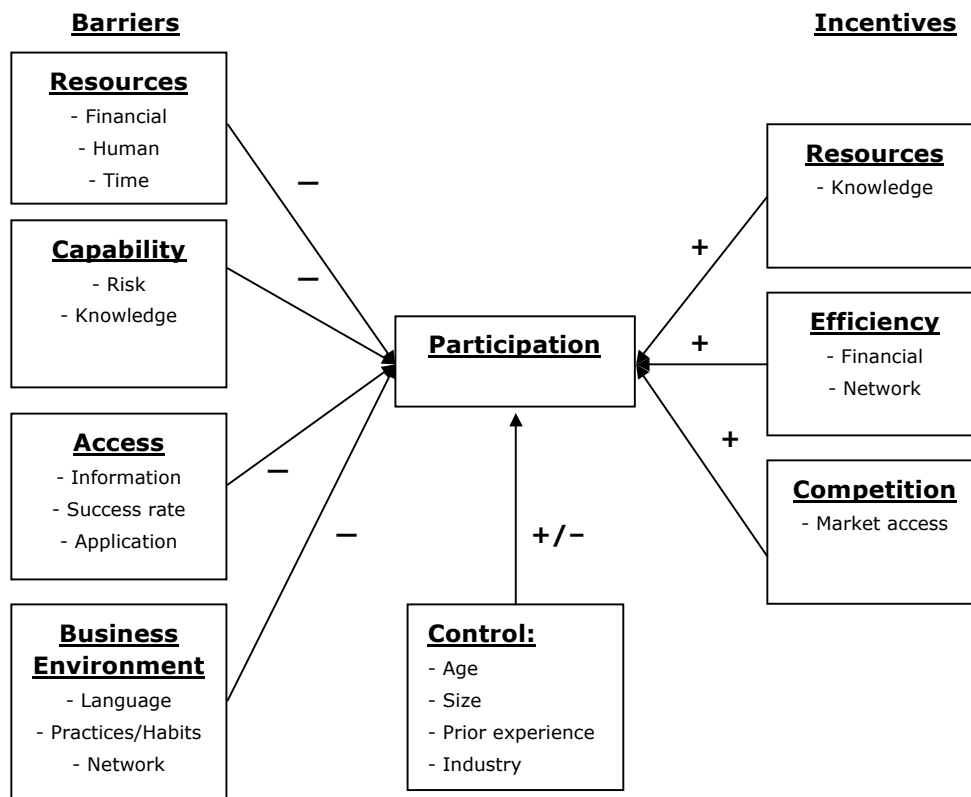 Barriers
Resources
- Financial
- Human
- Time
Capability
- Risk
- Knowledge
Access
- Information
- Success rate
- Application
Business
Environment
- Language
- Practices/Habits
- Network
–
–
–
–
Participation
+/-
Control:
- Age
- Size
- Prior experience
- Industry
Incentives
+
+
+
Resources
- Knowledge
Efficiency
- Financial
- Network
Competition
- Market access